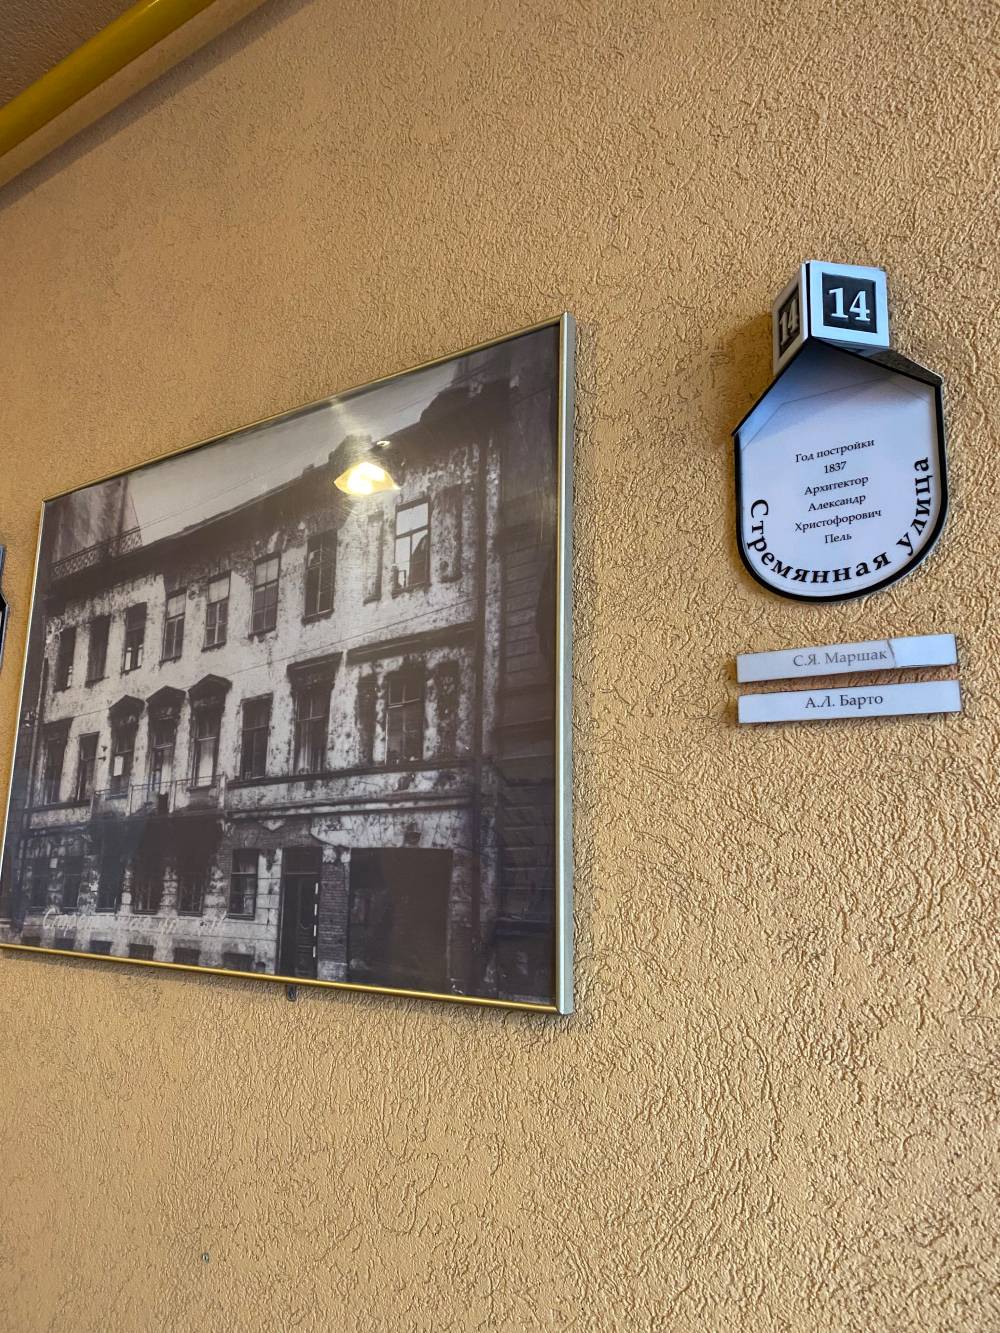 14
14
Год постройки
1837
Архитектор
Александр
Христофорович
Пель
Стремянная улица
С.Я. Маршак
А.Л. Барто